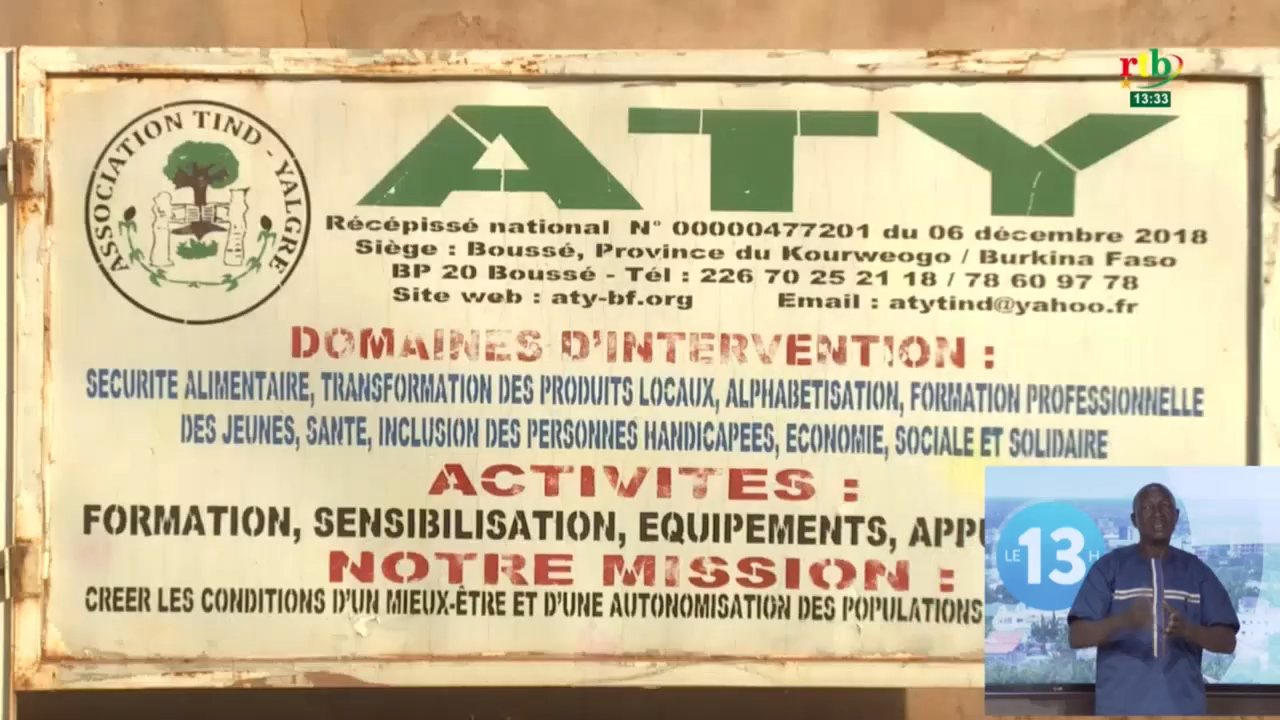 rtb
13:33
ASSOCIATION TIND - YALGRE
ATY
Récépissé national N° 00000477201 du 06 décembre 2018
Siège : Boussé, Province du Kourweogo / Burkina Faso
BP 20 Boussé - Tél : 226 70 25 21 18 / 78 60 97 78
Site web : aty-bf.org Email : atytind@yahoo.fr
DOMAINES D'INTERVENTION :
SECURITE ALIMENTAIRE, TRANSFORMATION DES PRODUITS LOCAUX, ALPHABETISATION, FORMATION PROFESSIONNELLE
DES JEUNES, SANTE, INCLUSION DES PERSONNES HANDICAPEES, ECONOMIE, SOCIALE ET SOLIDAIRE
ACTIVITES :
FORMATION, SENSIBILISATION, EQUIPEMENTS,
NOTRE MISSION :
CREER LES CONDITIONS D'UN MIEUX-ÊTRE ET D'UNE AUTONOMISATION DES POPULATIONS
LE 13 H